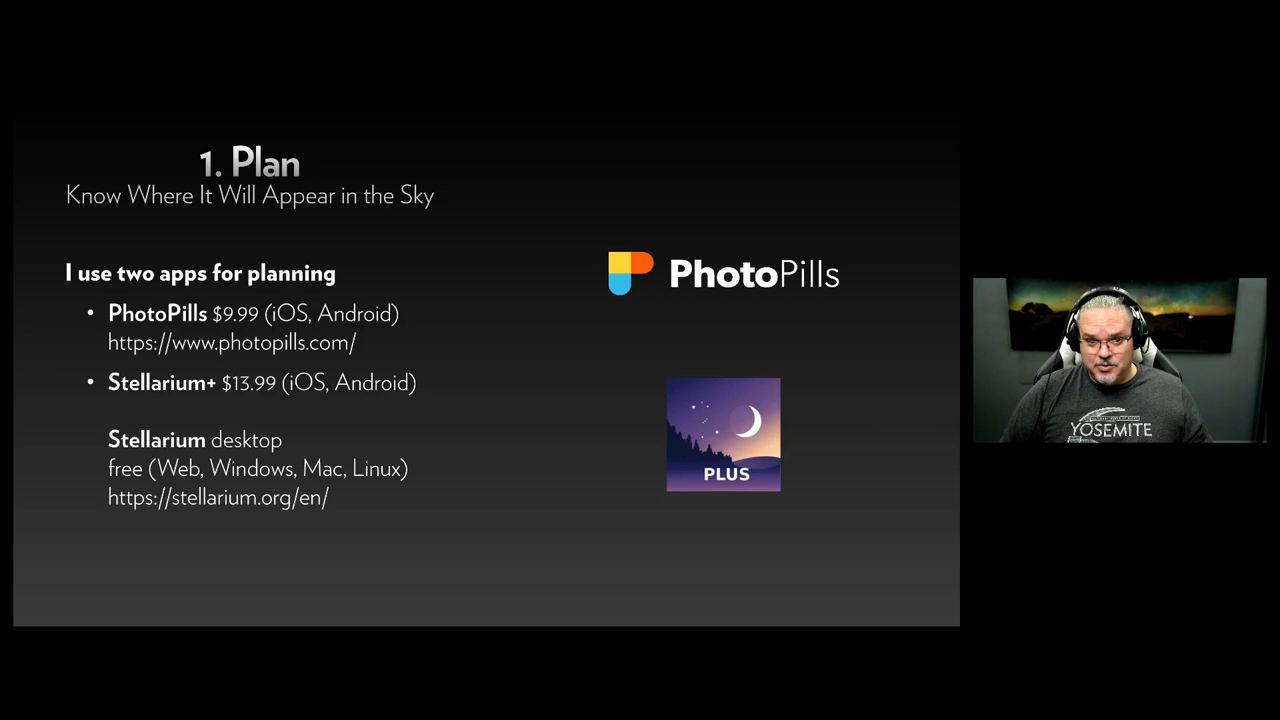 1. Plan
Know Where It Will Appear in the Sky
I use two apps for planning
• PhotoPills $9.99 (iOS, Android)
https://www.photopills.com/
• Stellarium+ $13.99 (iOS, Android)
Stellarium desktop
free (Web, Windows, Mac, Linux)
https://stellarium.org/en/
PhotoPills
PLUS
YOSEMITE